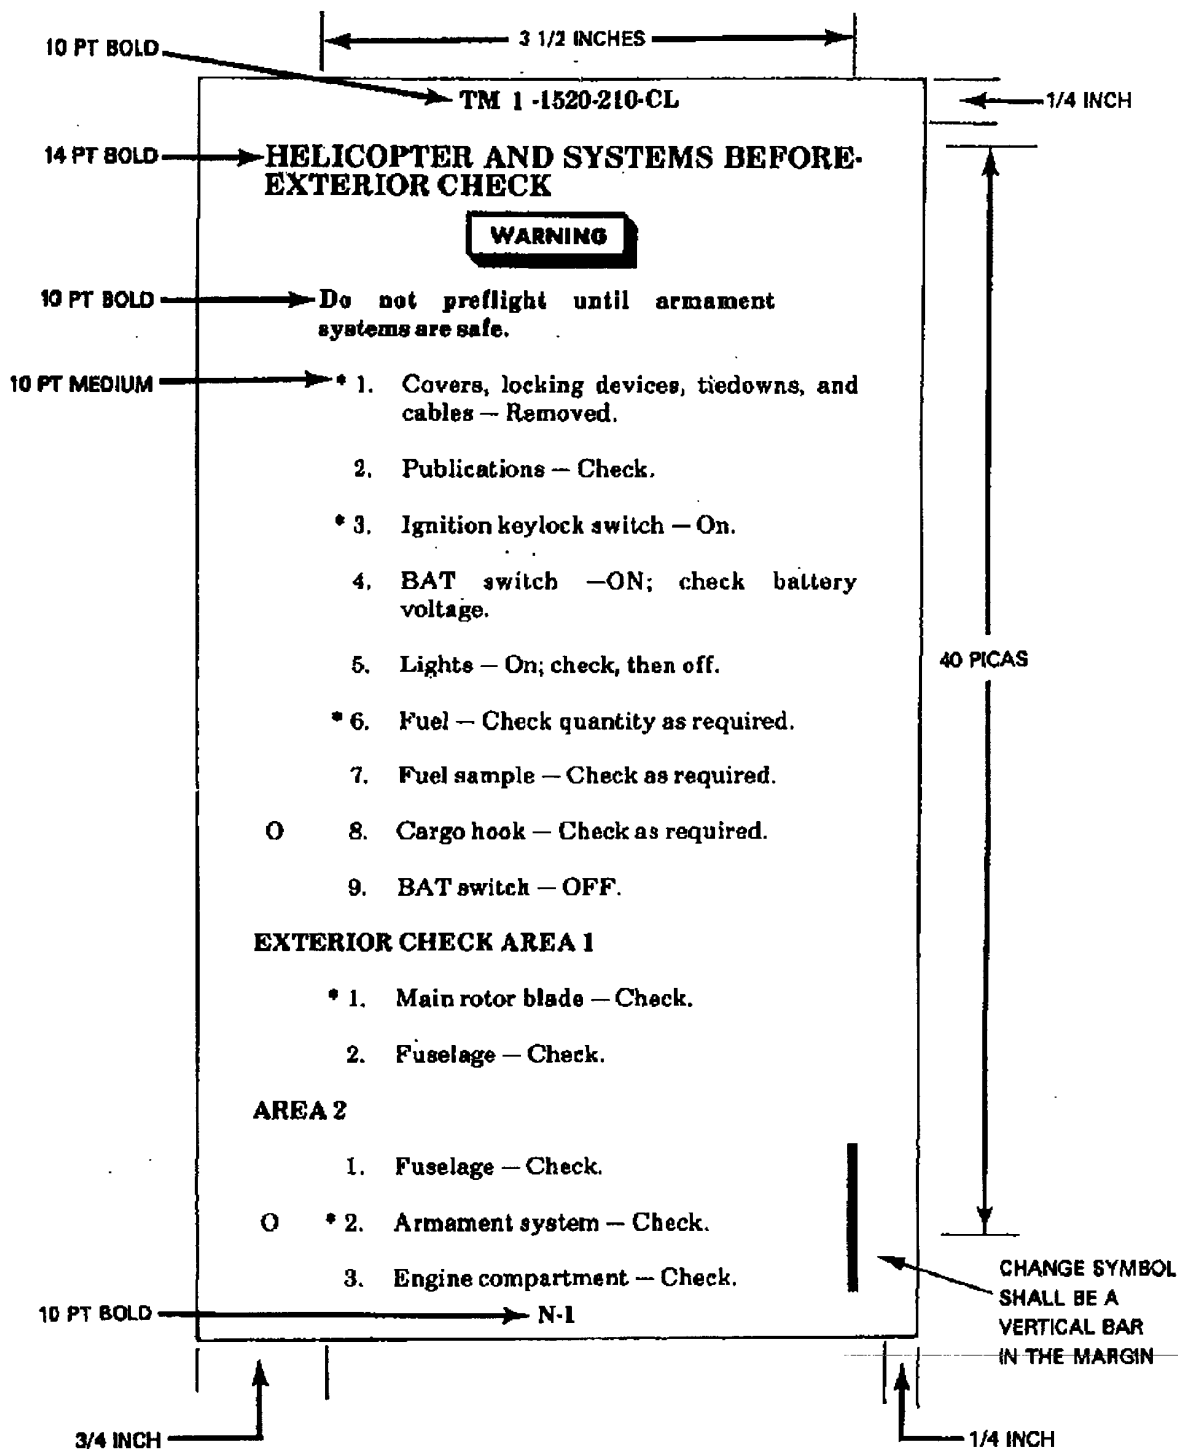 3 1/2 INCHES
10 PT BOLD
TM 1 -1520-210-CL
1/4 INCH
14 PT BOLD
HELICOPTER AND SYSTEMS BEFORE-
EXTERIOR CHECK
WARNING
10 PT BOLD
Do not preflight until armament
systems are safe.
10 PT MEDIUM
* 1. Covers, locking devices, tiedowns, and
cables — Removed.
2. Publications — Check.
* 3. Ignition keylock switch — On.
4. BAT switch —ON; check battery
voltage.
5. Lights — On; check, then off.
40 PICAS
* 6. Fuel — Check quantity as required.
7. Fuel sample — Check as required.
O 8. Cargo hook — Check as required.
9. BAT switch — OFF.
EXTERIOR CHECK AREA 1
* 1. Main rotor blade — Check.
2. Fuselage — Check.
AREA 2
1. Fuselage — Check.
O * 2. Armament system — Check.
3. Engine compartment — Check.
CHANGE SYMBOL
SHALL BE A
VERTICAL BAR
IN THE MARGIN
10 PT BOLD
N-1
3/4 INCH
1/4 INCH